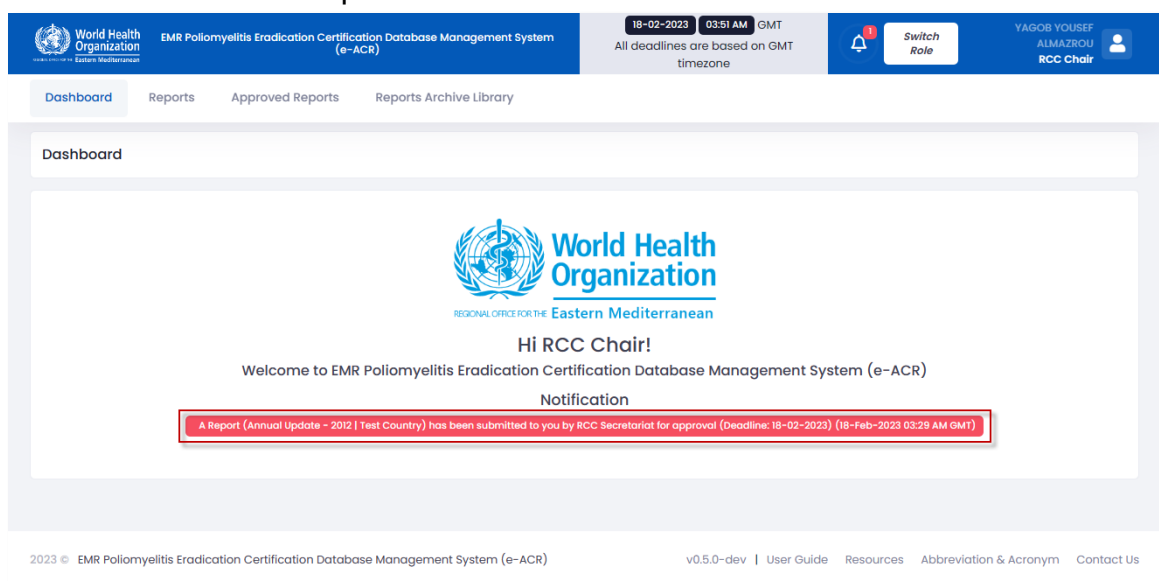 World Health
Organization
Eastern Mediterranean
EMR Poliomyelitis Eradication Certification Database Management System
(e-ACR)
18-02-2023 03:51 AM GMT
All deadlines are based on GMT
timezone
1
Switch
Role
YAGOB YOUSEF
ALMAZROU
RCC Chair
Dashboard Reports Approved Reports Reports Archive Library
Dashboard
World Health
Organization
REGIONAL OFFICE FOR THE Eastern Mediterranean
Hi RCC Chair!
Welcome to EMR Poliomyelitis Eradication Certification Database Management System (e-ACR)
Notification
A Report (Annual Update - 2012 | Test Country) has been submitted to you by RCC Secretariat for approval (Deadline: 18-02-2023) (18-Feb-2023 03:29 AM GMT)
2023 © EMR Poliomyelitis Eradication Certification Database Management System (e-ACR)
v0.5.0-dev | User Guide Resources Abbreviation & Acronym Contact Us